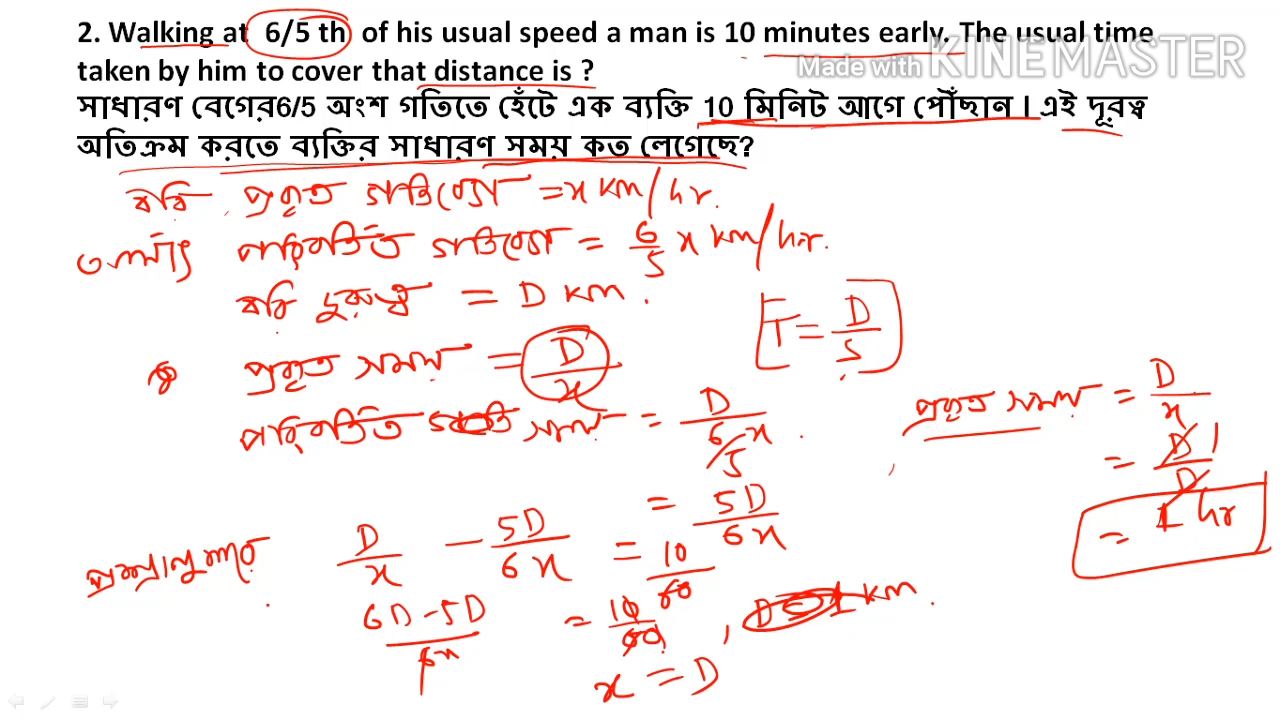 2. Walking at 6/5 th of his usual speed a man is 10 minutes early. The usual time
taken by him to cover that distance is ?
Made with KINEMASTER
সাধারণ বেগের6/5 অংশ গতিতে হেঁটে এক ব্যক্তি 10 মিনিট আগে পৌঁছান। এই দূরত্ব
অতিক্রম করতে ব্যক্তির সাধারণ সময় কত লেগেছে?
ধরি প্রকৃত গতিবেগ = x km/hr.
পরিবর্তিত গতিবেগ = 6/5 x km/hr.
ধরি দুরত্ব = D km.
T = D/S
প্রকৃত সময় = D/x
পরিবর্তিত সময় = D/(6/5 x)
= 5D/6x
প্রশ্নানুসারে D/x - 5D/6x = 10/60
6D-5D/6x = 10/60,
x = D
প্রকৃত সময় = D/x
= D/D 1
= 1 hr